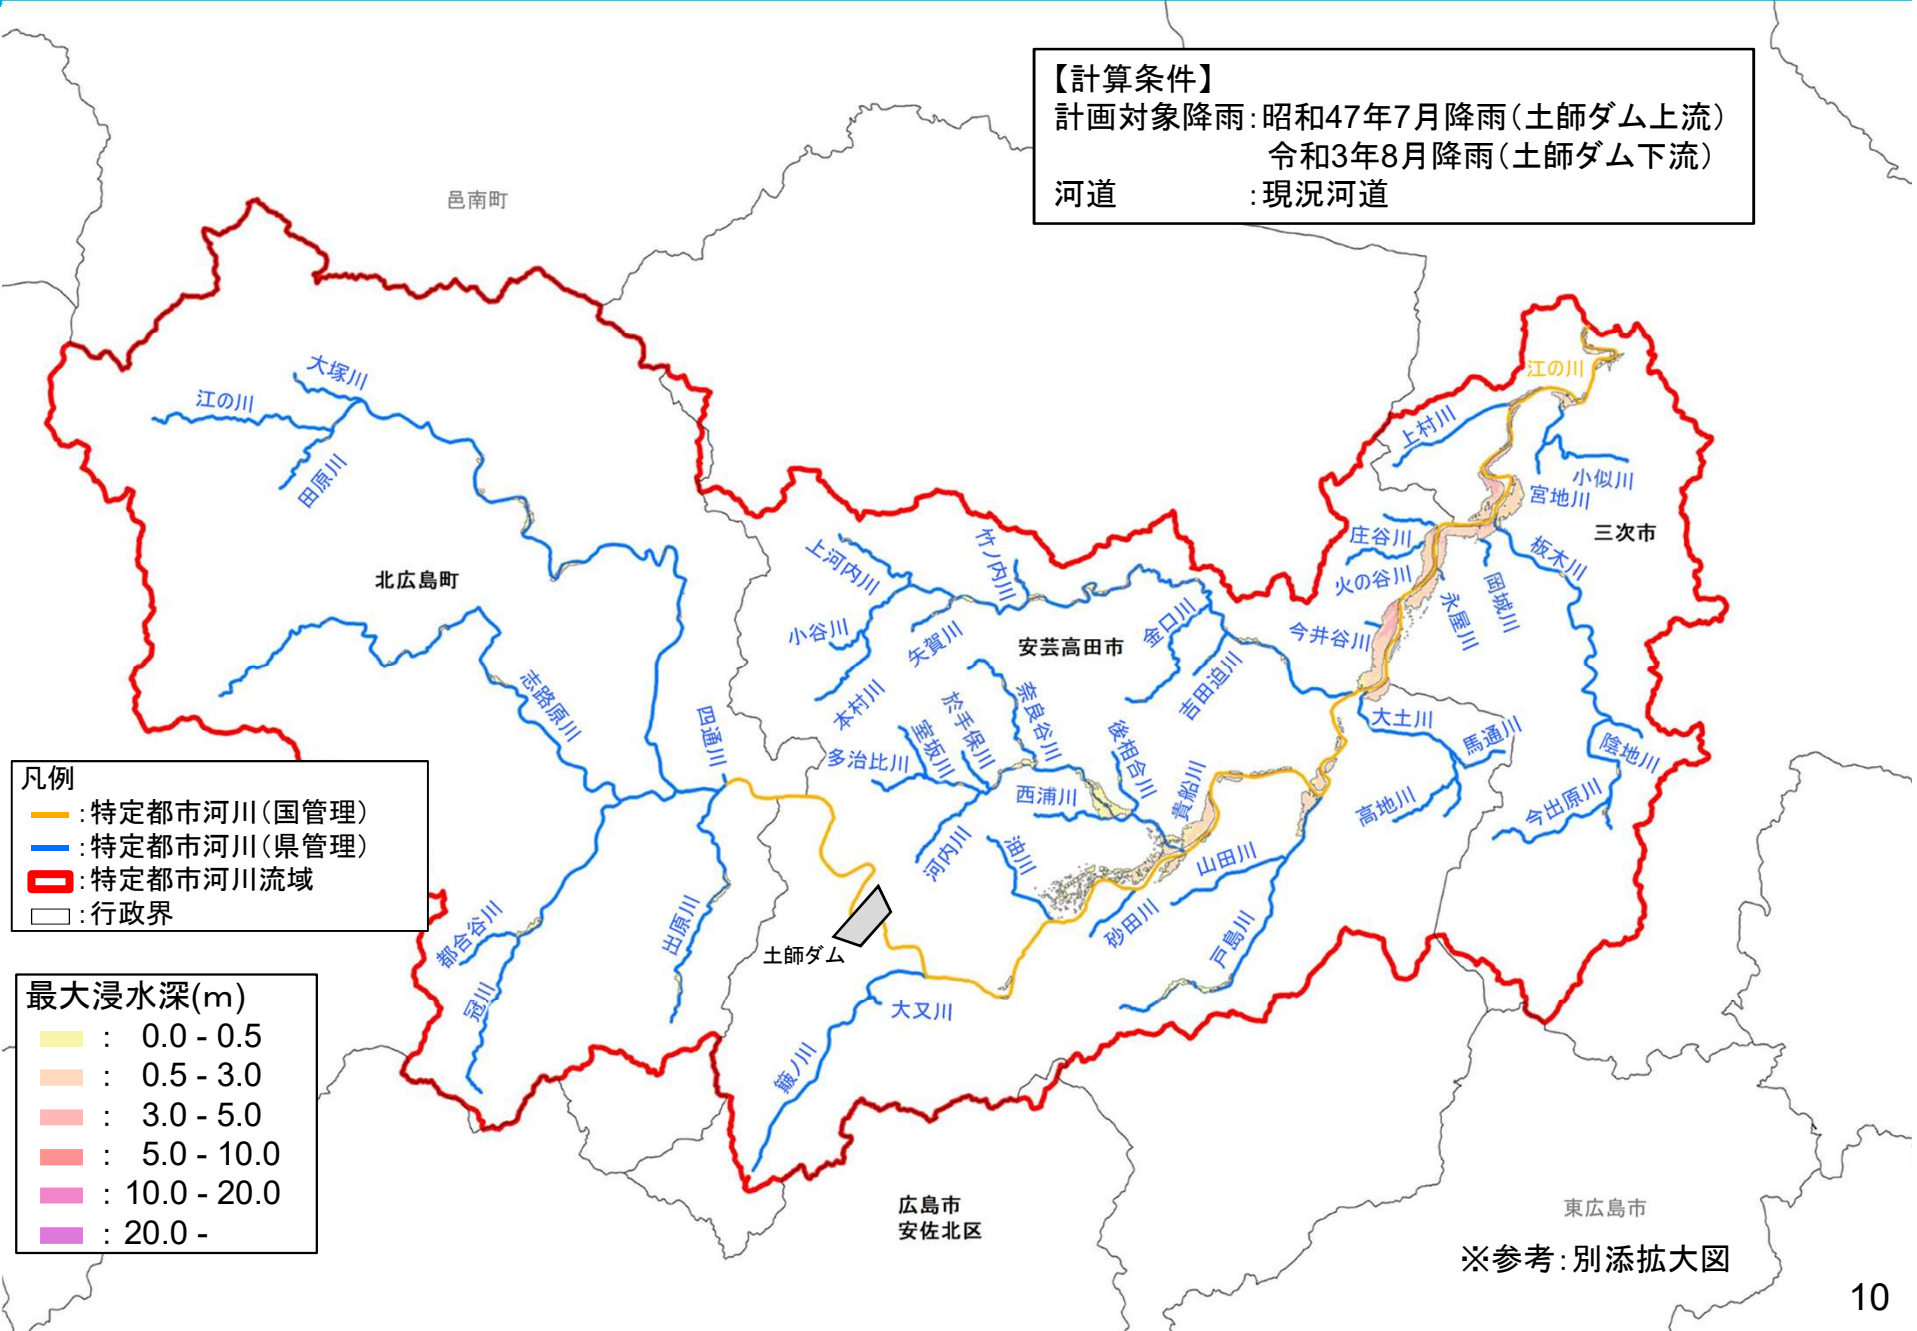 【計算条件】
計画対象降雨:昭和47年7月降雨(土師ダム上流)
令和3年8月降雨(土師ダム下流)
河道 :現況河道
邑南町
江の川
大塚川
江の川
田原川
上村川
小似川
宮地川
三次市
庄谷川
板木川
火の谷川
岡城川
永屋川
今井谷川
北広島町
上河内川
竹ノ内川
小谷川
矢賀川
安芸高田市
金口川
本村川
吉田迫川
志路原川
四通川
於手保川
室坂川
奈良谷川
後相合川
多治比川
西浦川
貴船川
大土川
馬通川
陰地川
高地川
今出原川
河内川
油川
山田川
砂田川
戸島川
都合谷川
出原川
冠川
土師ダム
大又川
簸ノ川
凡例
:特定都市河川(国管理)
:特定都市河川(県管理)
:特定都市河川流域
:行政界
最大浸水深(m)
: 0.0 - 0.5
: 0.5 - 3.0
: 3.0 - 5.0
: 5.0 - 10.0
: 10.0 - 20.0
: 20.0 -
広島市
安佐北区
東広島市
※参考:別添拡大図
10